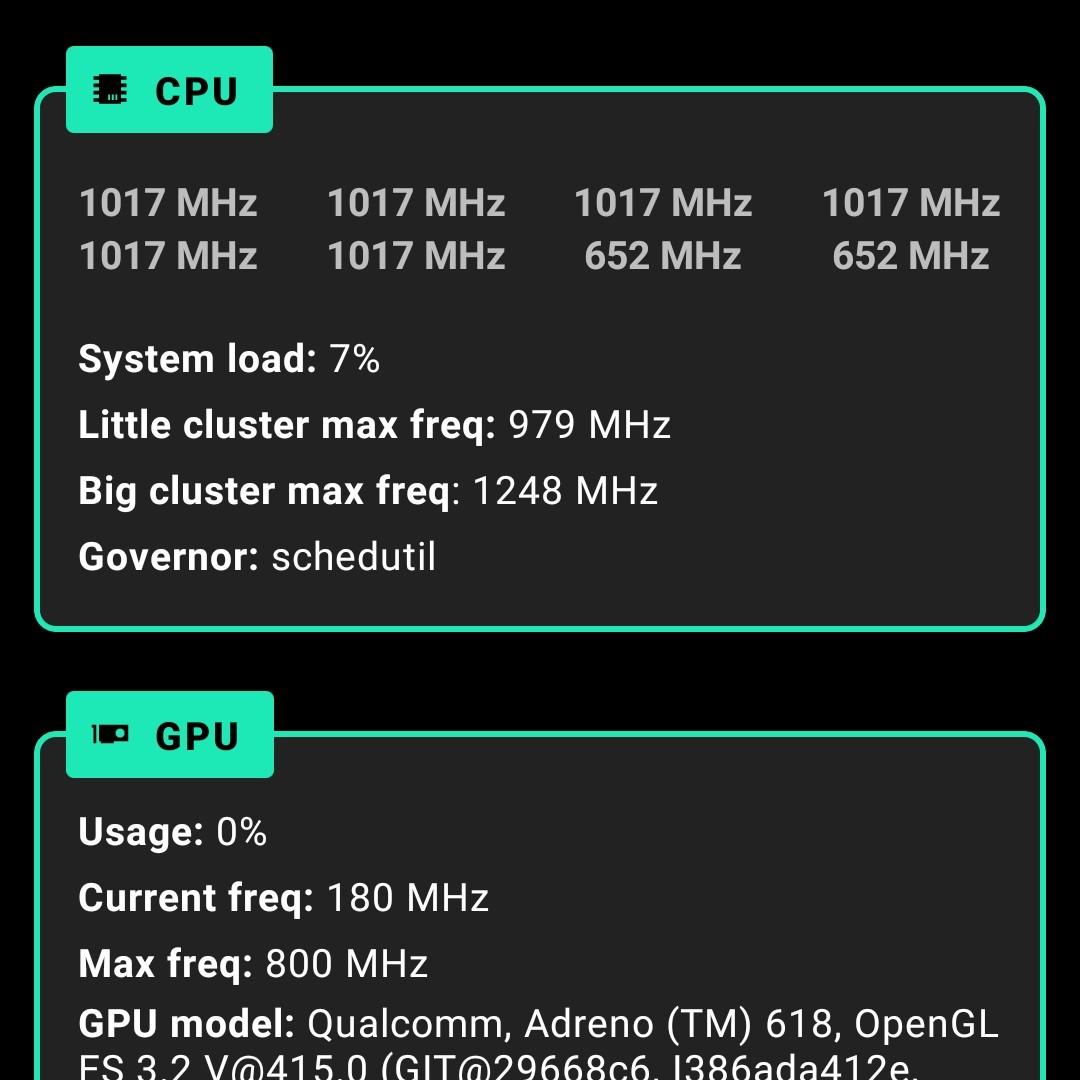 CPU
1017 MHz 1017 MHz 1017 MHz 1017 MHz
1017 MHz 1017 MHz 652 MHz 652 MHz
System load: 7%
Little cluster max freq: 979 MHz
Big cluster max freq: 1248 MHz
Governor: schedutil
GPU
Usage: 0%
Current freq: 180 MHz
Max freq: 800 MHz
GPU model: Qualcomm, Adreno (TM) 618, OpenGL
ES 3.2 V@415.0 (GIT@29668c6, I386ada412e,